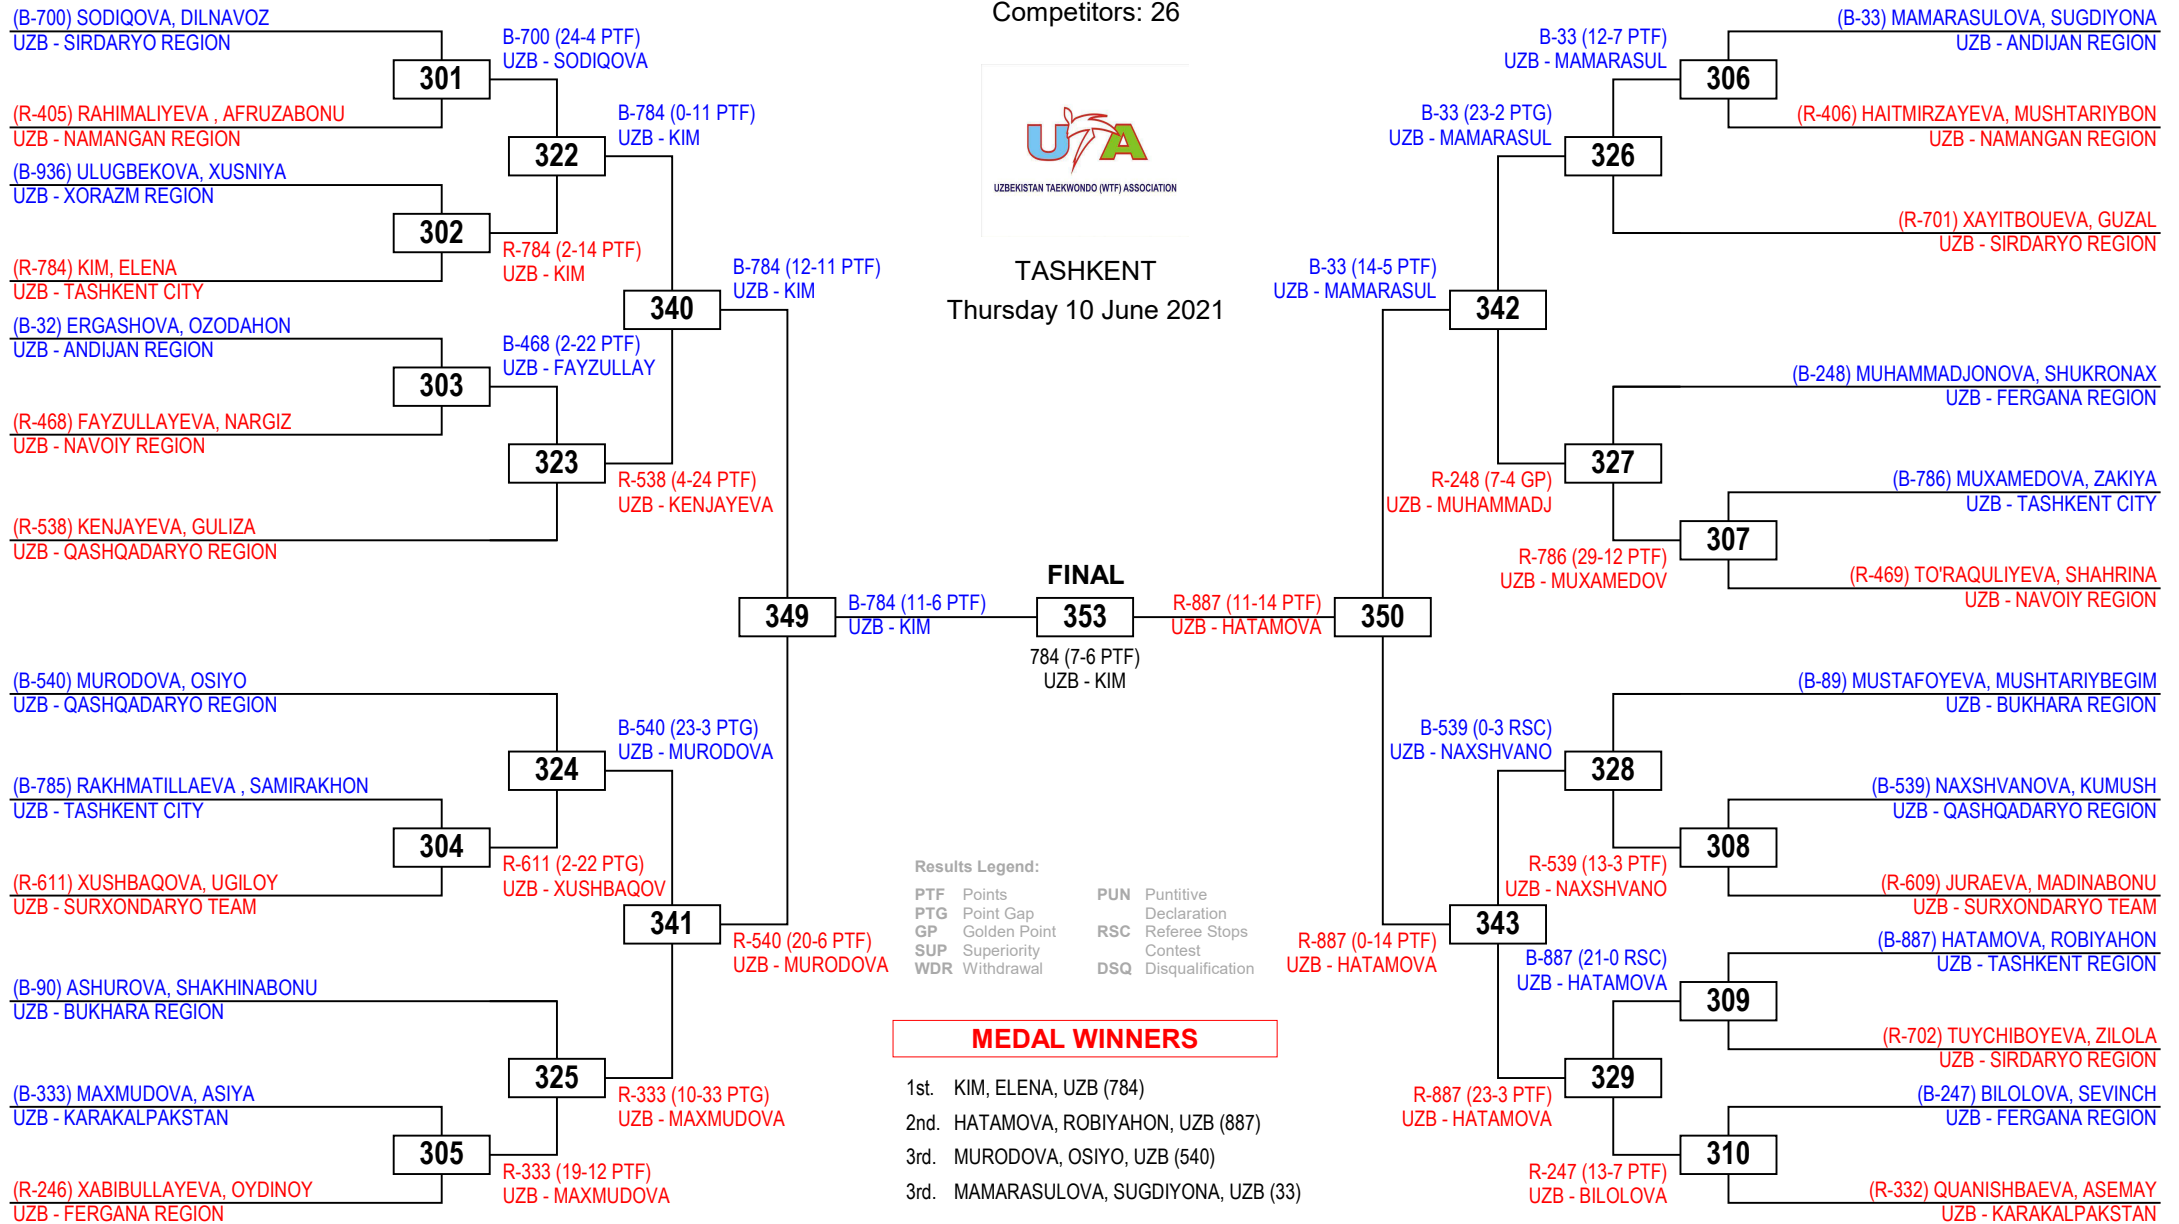 (B-700) SODIQOVA, DILNAVOZ
UZB - SIRDARYO REGION
301
(R-405) RAHIMALIYEVA , AFRUZABONU
UZB - NAMANGAN REGION
B-700 (24-4 PTF)
UZB - SODIQOVA
322
(B-936) ULUGBEKOVA, XUSNIYA
UZB - XORAZM REGION
302
(R-784) KIM, ELENA
UZB - TASHKENT CITY
R-784 (2-14 PTF)
UZB - KIM
B-784 (0-11 PTF)
UZB - KIM
340
(B-32) ERGASHOVA, OZODAHON
UZB - ANDIJAN REGION
303
(R-468) FAYZULLAYEVA, NARGIZ
UZB - NAVOIY REGION
B-468 (2-22 PTF)
UZB - FAYZULLAY
323
(R-538) KENJAYEVA, GULIZA
UZB - QASHQADARYO REGION
R-538 (4-24 PTF)
UZB - KENJAYEVA
B-784 (12-11 PTF)
UZB - KIM
349
(B-540) MURODOVA, OSIYO
UZB - QASHQADARYO REGION
324
(B-785) RAKHMATILLAEVA , SAMIRAKHON
UZB - TASHKENT CITY
304
(R-611) XUSHBAQOVA, UGILOY
UZB - SURXONDARYO TEAM
R-611 (2-22 PTG)
UZB - XUSHBAQOV
B-540 (23-3 PTG)
UZB - MURODOVA
341
(B-90) ASHUROVA, SHAKHINABONU
UZB - BUKHARA REGION
325
(B-333) MAXMUDOVA, ASIYA
UZB - KARAKALPAKSTAN
305
(R-246) XABIBULLAYEVA, OYDINOY
UZB - FERGANA REGION
R-333 (19-12 PTF)
UZB - MAXMUDOVA
R-333 (10-33 PTG)
UZB - MAXMUDOVA
R-540 (20-6 PTF)
UZB - MURODOVA
B-784 (11-6 PTF)
UZB - KIM
Competitors: 26
UTA
UZBEKISTAN TAEKWONDO (WTF) ASSOCIATION
TASHKENT
Thursday 10 June 2021
FINAL
353
784 (7-6 PTF)
UZB - KIM
Results Legend:
PTF Points
PTG Point Gap
GP Golden Point
SUP Superiority
WDR Withdrawal
PUN Puntitive
Declaration
RSC Referee Stops
Contest
DSQ Disqualification
MEDAL WINNERS
1st. KIM, ELENA, UZB (784)
2nd. HATAMOVA, ROBIYAHON, UZB (887)
3rd. MURODOVA, OSIYO, UZB (540)
3rd. MAMARASULOVA, SUGDIYONA, UZB (33)
R-887 (11-14 PTF)
UZB - HATAMOVA
350
B-33 (14-5 PTF)
UZB - MAMARASUL
342
B-33 (23-2 PTG)
UZB - MAMARASUL
326
B-33 (12-7 PTF)
UZB - MAMARASUL
306
(B-33) MAMARASULOVA, SUGDIYONA
UZB - ANDIJAN REGION
(R-406) HAITMIRZAYEVA, MUSHTARIYBON
UZB - NAMANGAN REGION
(R-701) XAYITBOUEVA, GUZAL
UZB - SIRDARYO REGION
(B-248) MUHAMMADJONOVA, SHUKRONAX
UZB - FERGANA REGION
327
R-248 (7-4 GP)
UZB - MUHAMMADJ
(B-786) MUXAMEDOVA, ZAKIYA
UZB - TASHKENT CITY
307
R-786 (29-12 PTF)
UZB - MUXAMEDOV
(R-469) TO'RAQULIYEVA, SHAHRINA
UZB - NAVOIY REGION
(B-89) MUSTAFOYEVA, MUSHTARIYBEGIM
UZB - BUKHARA REGION
B-539 (0-3 RSC)
UZB - NAXSHVANO
328
(B-539) NAXSHVANOVA, KUMUSH
UZB - QASHQADARYO REGION
308
R-539 (13-3 PTF)
UZB - NAXSHVANO
(R-609) JURAEVA, MADINABONU
UZB - SURXONDARYO TEAM
343
R-887 (0-14 PTF)
UZB - HATAMOVA
(B-887) HATAMOVA, ROBIYAHON
UZB - TASHKENT REGION
B-887 (21-0 RSC)
UZB - HATAMOVA
309
(R-702) TUYCHIBOYEVA, ZILOLA
UZB - SIRDARYO REGION
329
R-887 (23-3 PTF)
UZB - HATAMOVA
(B-247) BILOLOVA, SEVINCH
UZB - FERGANA REGION
310
R-247 (13-7 PTF)
UZB - BILOLOVA
(R-332) QUANISHBAEVA, ASEMAY
UZB - KARAKALPAKSTAN